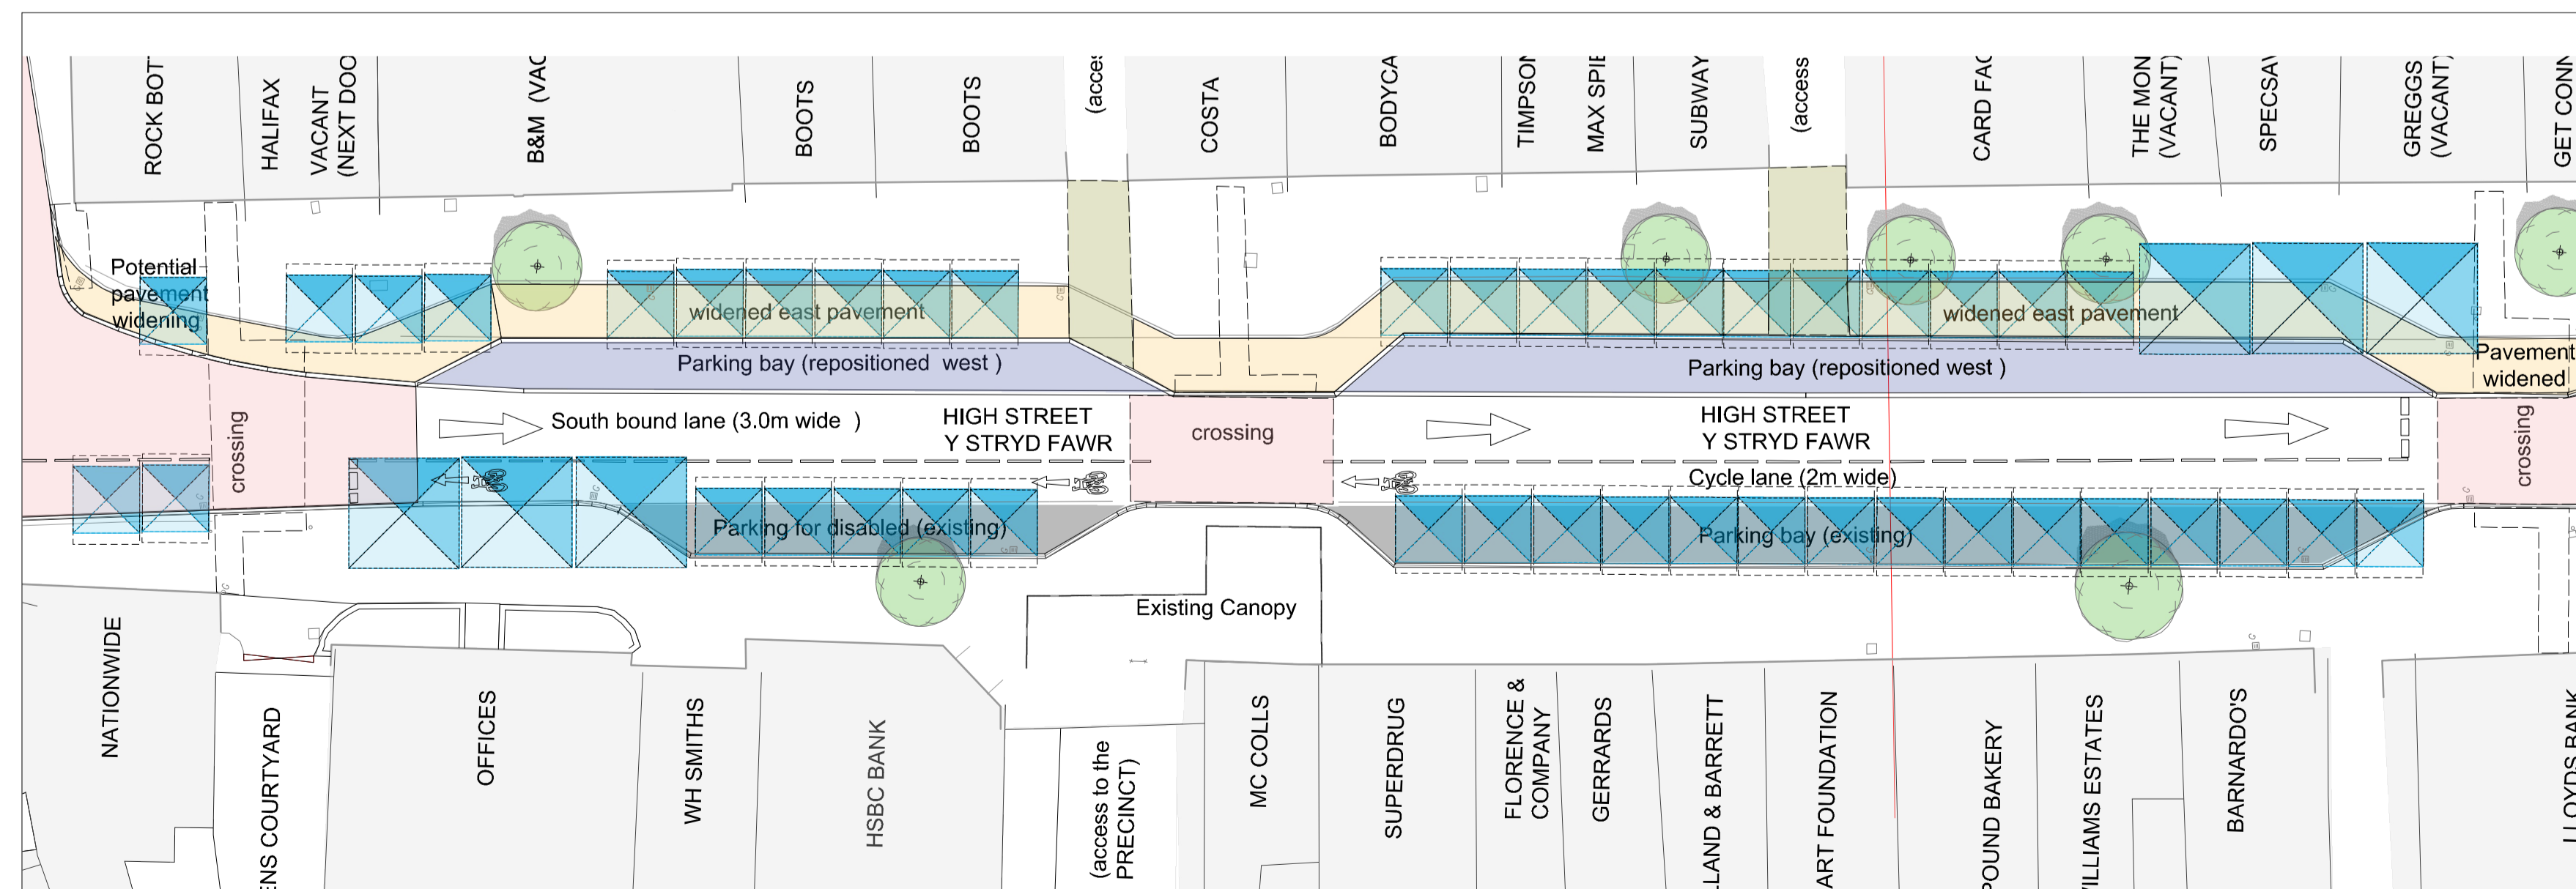 ROCK BOT
HALIFAX
VACANT
(NEXT DOO
B&M (VAC
BOOTS
BOOTS
(acces
COSTA
BODYCA
TIMPSON
MAX SPIE
SUBWAY
(access
CARD FAC
THE MON
(VACANT)
SPECSAV
GREGGS
(VACANT)
GET CONN
Potential
pavement
widening
widened east pavement
widened east pavement
Parking bay (repositioned west )
Parking bay (repositioned west )
Pavement
widened
crossing
South bound lane (3.0m wide )
HIGH STREET
Y STRYD FAWR
crossing
HIGH STREET
Y STRYD FAWR
crossing
Cycle lane (2m wide)
Parking for disabled (existing)
Parking bay (existing)
Existing Canopy
NATIONWIDE
ENS COURTYARD
OFFICES
WH SMITHS
HSBC BANK
(access to the
PRECINCT)
MC COLLS
SUPERDRUG
FLORENCE &
COMPANY
GERRARDS
LLAND & BARRETT
ART FOUNDATION
POUND BAKERY
ILLIAMS ESTATES
BARNARDO'S
LLOYDS BANK